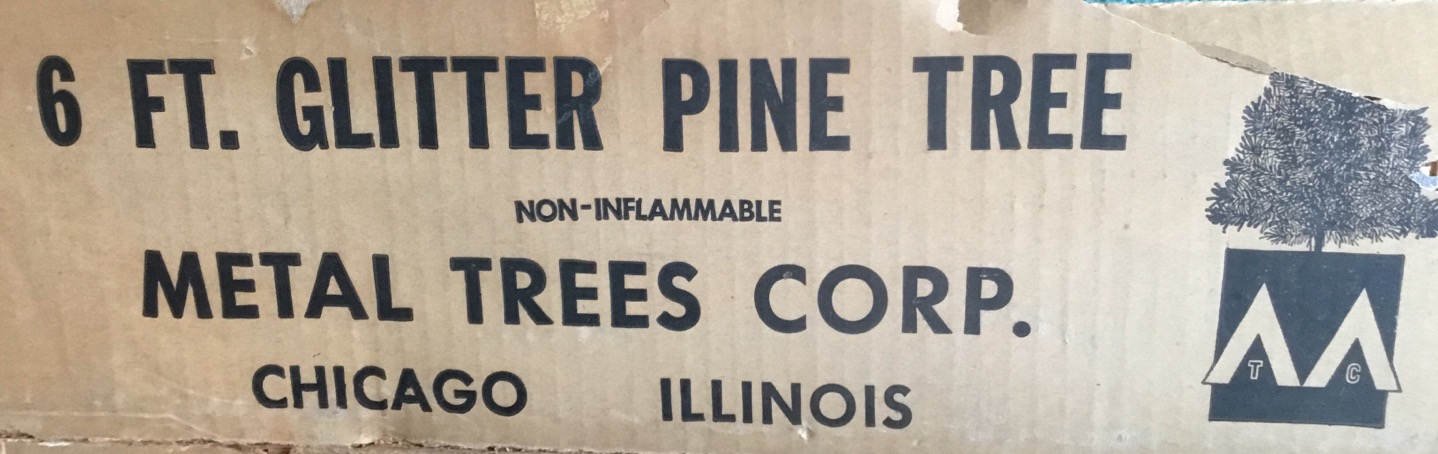 6 FT. GLITTER PINE TREE
NON-INFLAMMABLE
METAL TREES CORP.
CHICAGO ILLINOIS
M T C